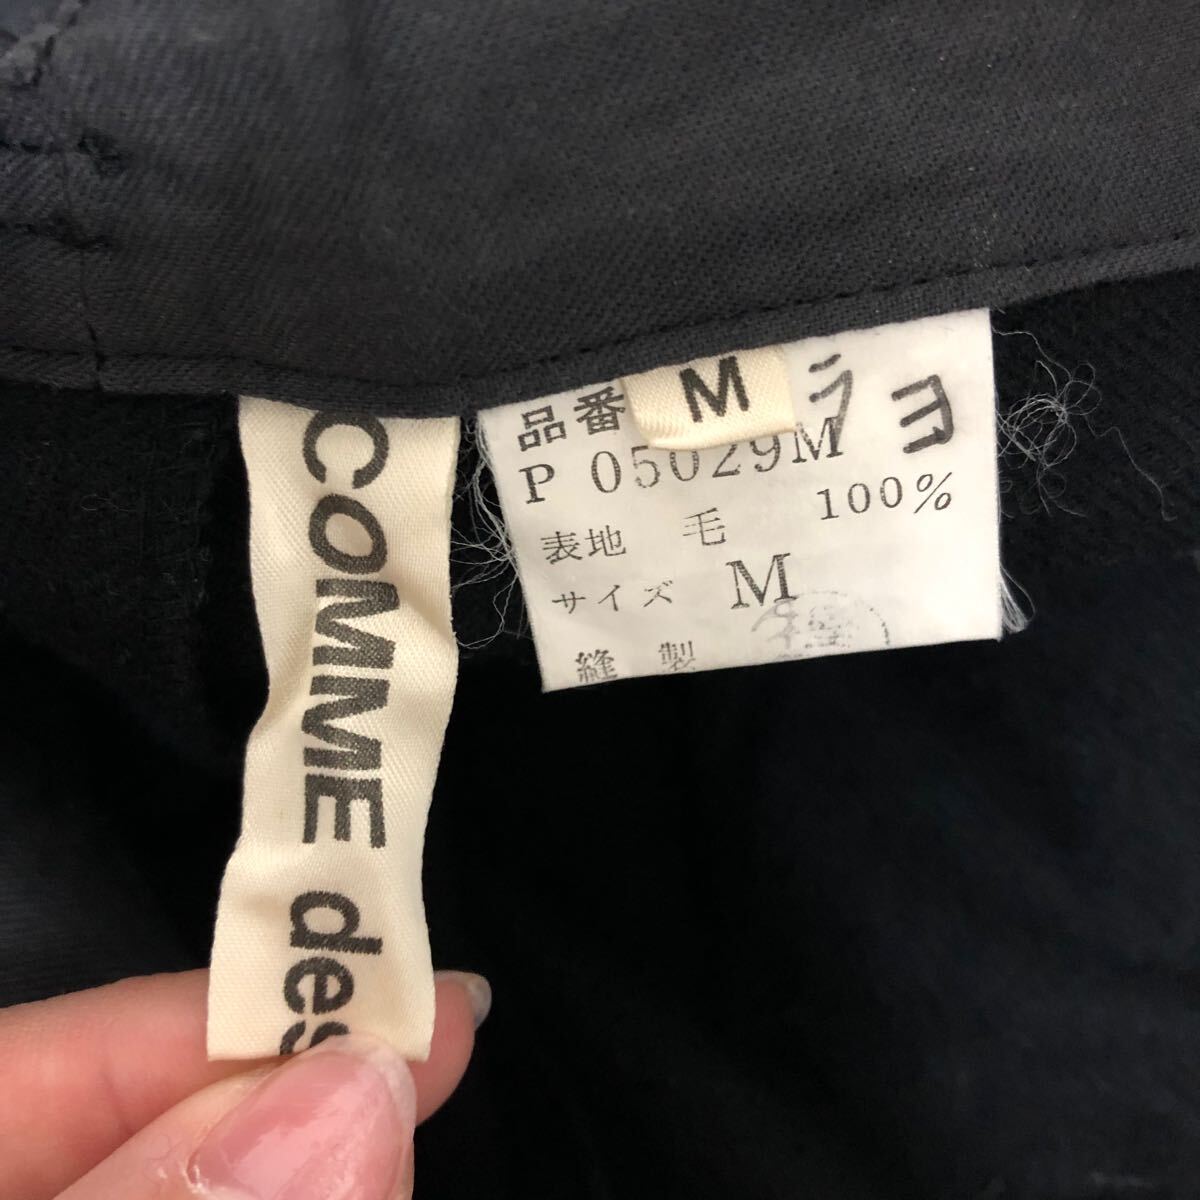 COMME des
M
品番
ラヨ
P 05029M
表地 毛 100%
サイズ M
縫製